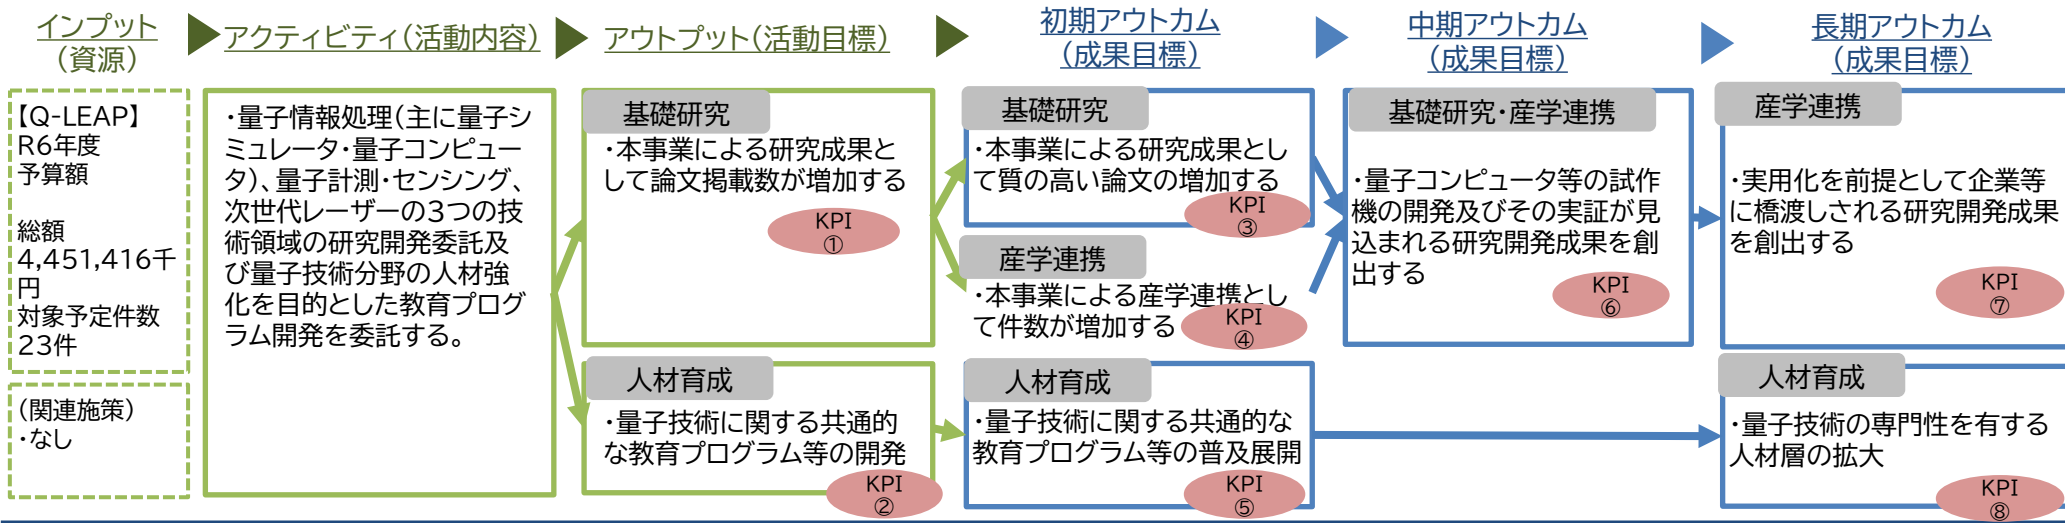 インプット
（資源）
アクティビティ（活動内容）
アウトプット（活動目標）
初期アウトカム
（成果目標）
中期アウトカム
（成果目標）
長期アウトカム
（成果目標）
【Q-LEAP】
R6年度
予算額
総額
4,451,416千
円
対象予定件数
23件
（関連施策）
・なし
・量子情報処理（主に量子シ
ミュレータ・量子コンピュー
タ）、量子計測・センシング、
次世代レーザーの3つの技
術領域の研究開発委託及
び量子技術分野の人材強
化を目的とした教育プログ
ラム開発を委託する。
基礎研究
・本事業による研究成果と
して論文掲載数が増加する
KPI
①
人材育成
・量子技術に関する共通的
な教育プログラム等の開発
KPI
②
基礎研究
・本事業による研究成果とし
て質の高い論文の増加する
KPI
③
産学連携
・本事業による産学連携とし
て件数が増加する
KPI
④
人材育成
・量子技術に関する共通的な
教育プログラム等の普及展開
KPI
⑤
基礎研究・産学連携
・量子コンピュータ等の試作
機の開発及びその実証が見
込まれる研究開発成果を創
出する
KPI
⑥
産学連携
・実用化を前提として企業等
に橋渡しされる研究開発成果
を創出する
KPI
⑦
人材育成
・量子技術の専門性を有する
人材層の拡大
KPI
⑧